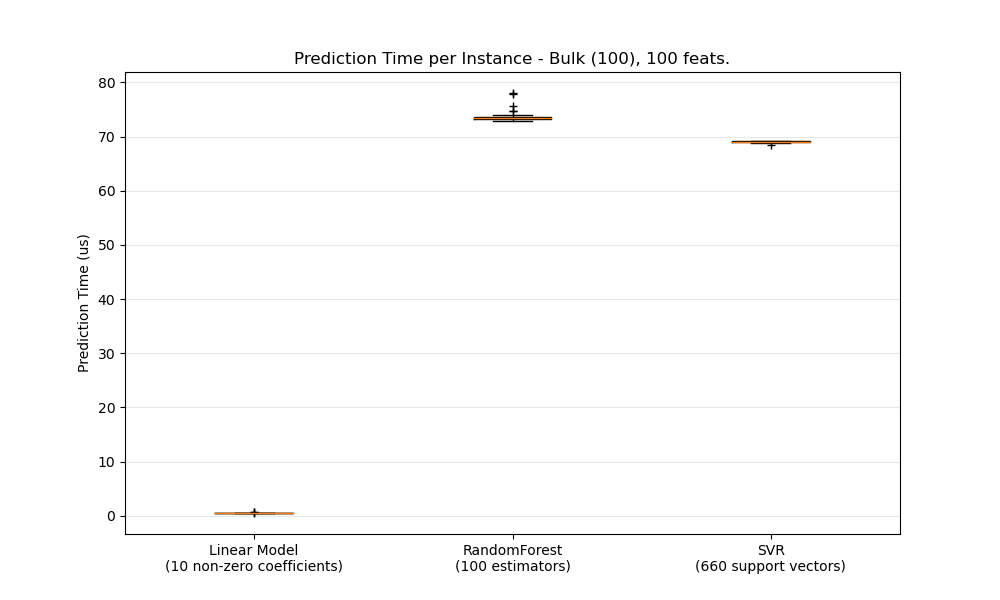 Prediction Time per Instance - Bulk (100), 100 feats.
80
70
60
50
40
30
20
10
0
Prediction Time (us)
Linear Model
(10 non-zero coefficients)
RandomForest
(100 estimators)
SVR
(660 support vectors)